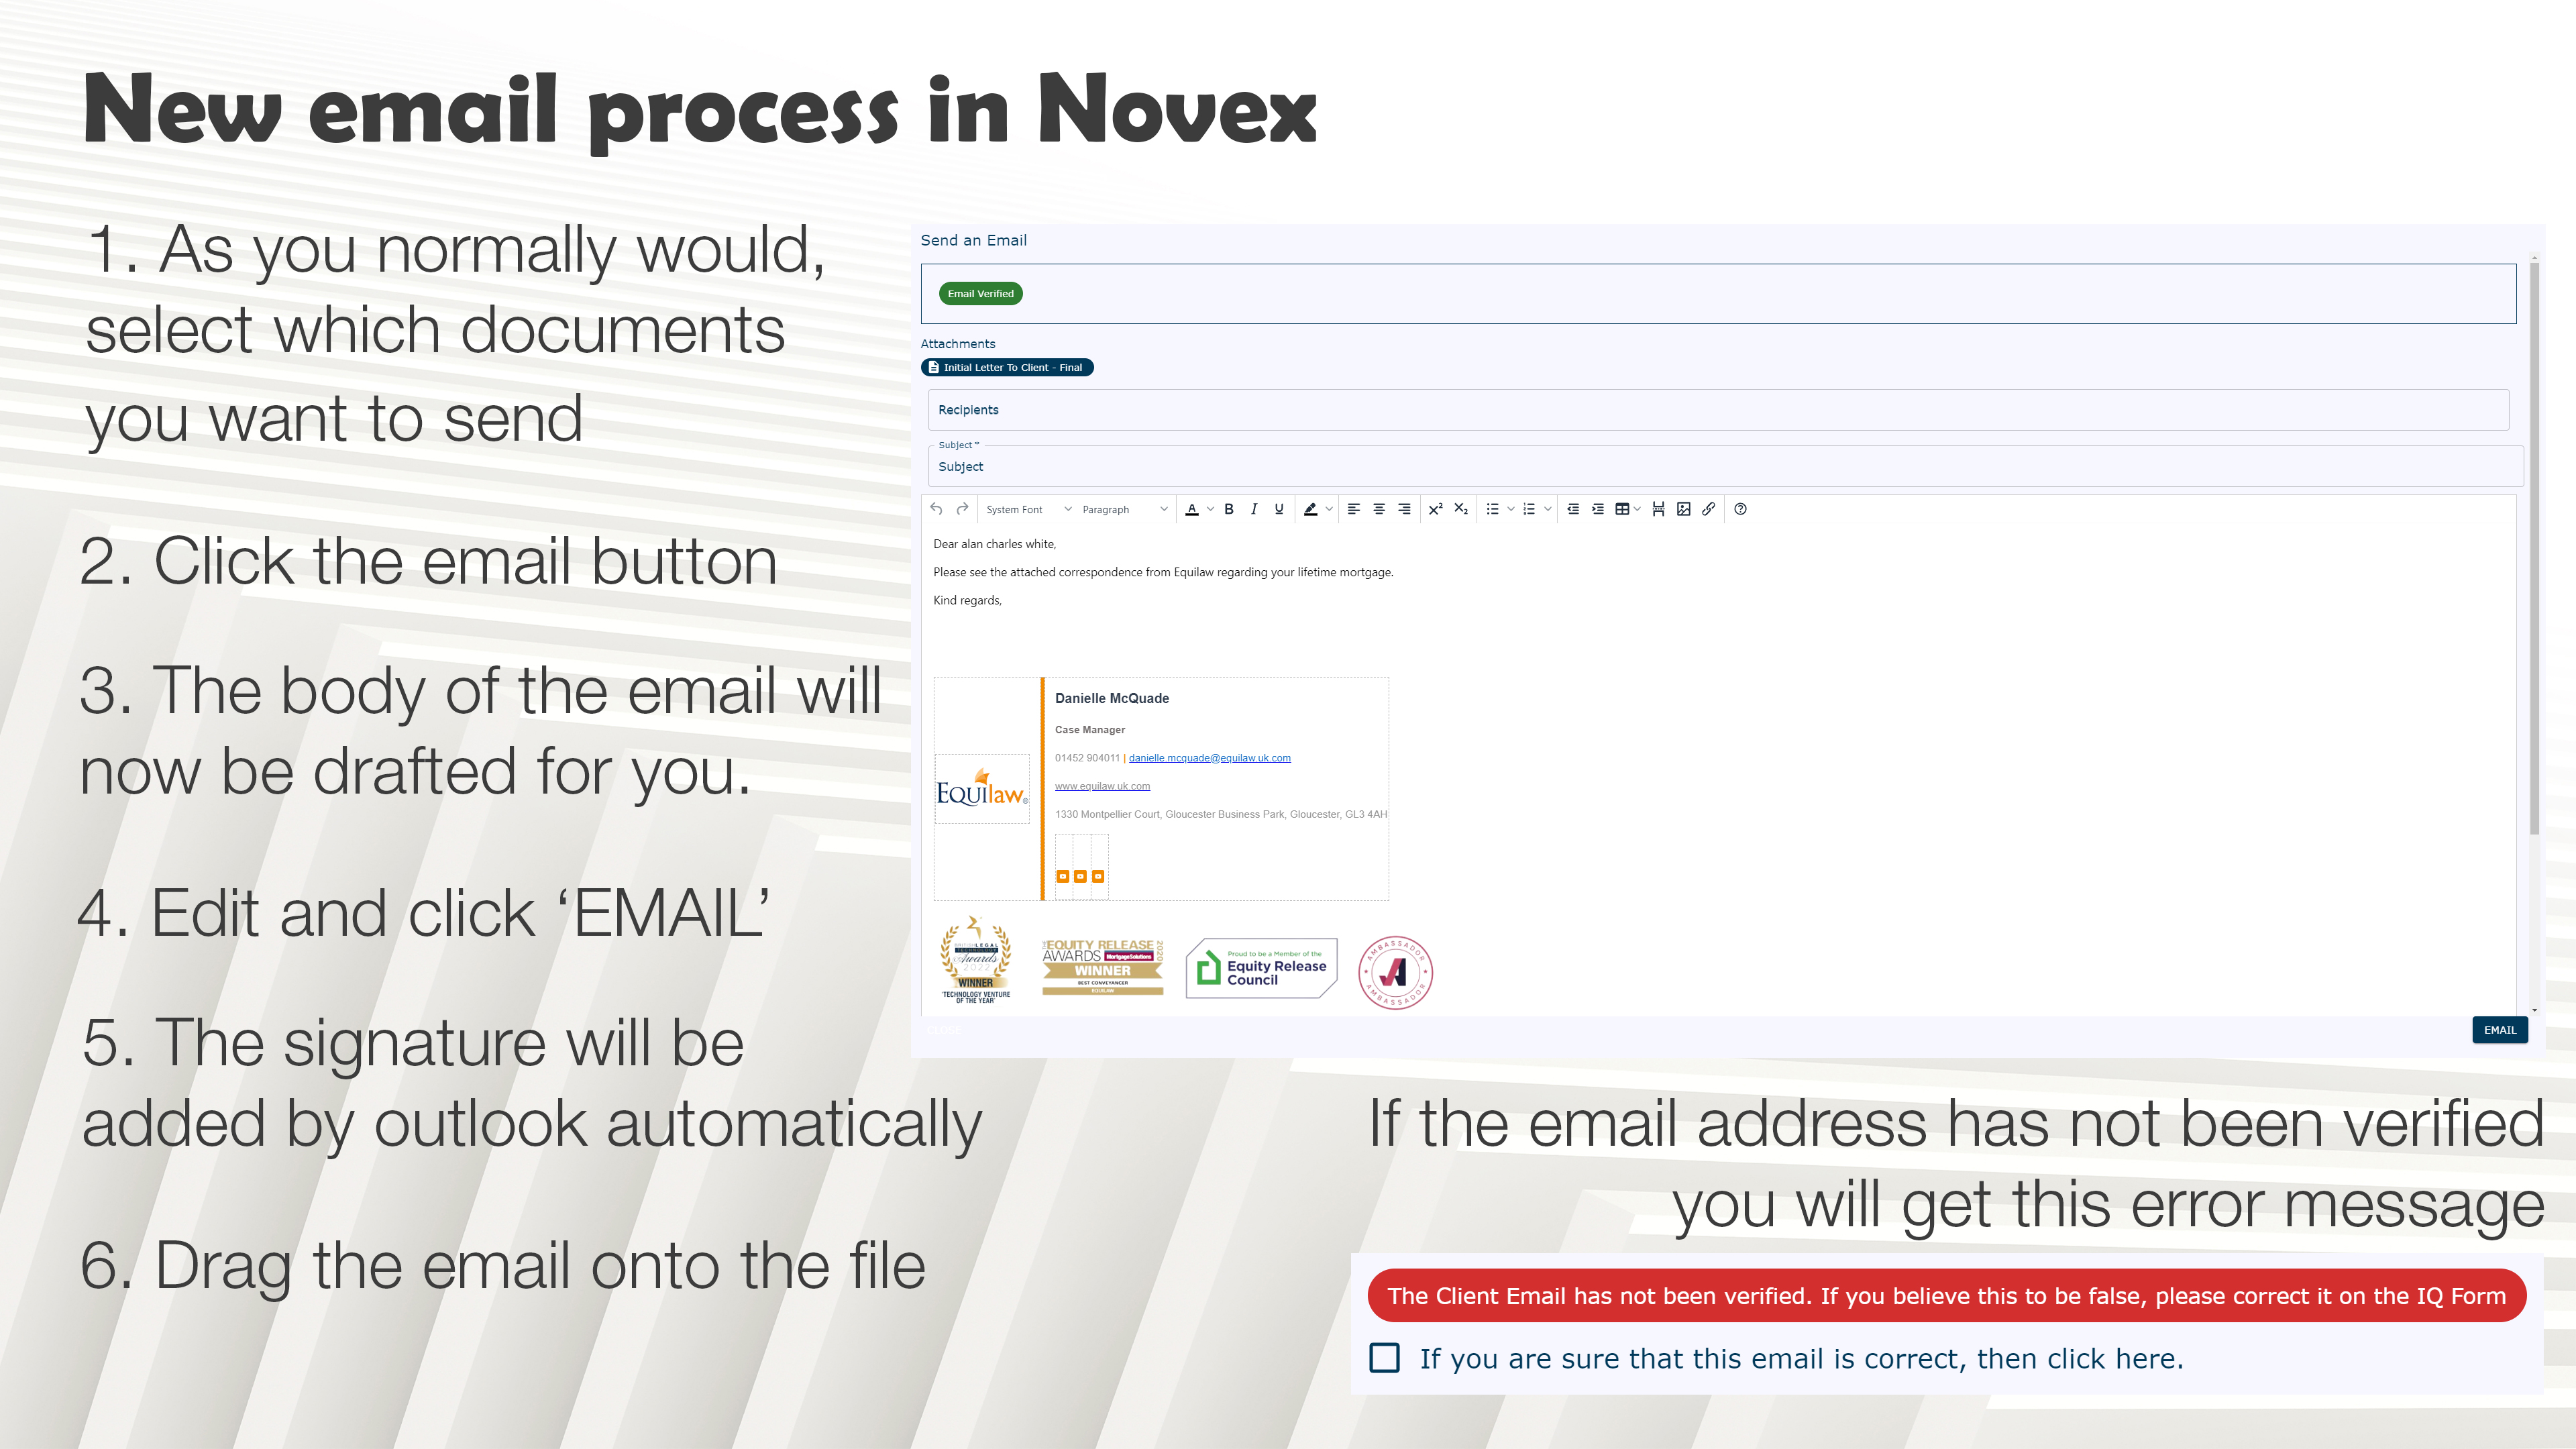 New email process in Novex
1. As you normally would,
select which documents
you want to send
2. Click the email button
3. The body of the email will
now be drafted for you.
4. Edit and click ‘EMAIL’
5. The signature will be
added by outlook automatically
6. Drag the email onto the file
Send an Email
Email Verified
Attachments
Initial Letter To Client - Final
Recipients
Subject *
Subject
System Font Paragraph
Dear alan charles white,
Please see the attached correspondence from Equilaw regarding your lifetime mortgage.
Kind regards,
EQUIlaw®
Danielle McQuade
Case Manager
01452 904011 | danielle.mcquade@equilaw.uk.com
www.equilaw.uk.com
1330 Montpellier Court, Gloucester Business Park, Gloucester, GL3 4AH
BRITISH LEGAL
TECHNOLOGY
Awards
2022
WINNER
'TECHNOLOGY VENTURE
OF THE YEAR'
THE EQUITY RELEASE
AWARDS MortgageSolutions 2020
WINNER
BEST CONVEYANCER
EQUILAW
Proud to be a Member of the
Equity Release
Council
AMBASSADOR
A
AMBASSADOR
EMAIL
If the email address has not been verified
you will get this error message
The Client Email has not been verified. If you believe this to be false, please correct it on the IQ Form
If you are sure that this email is correct, then click here.